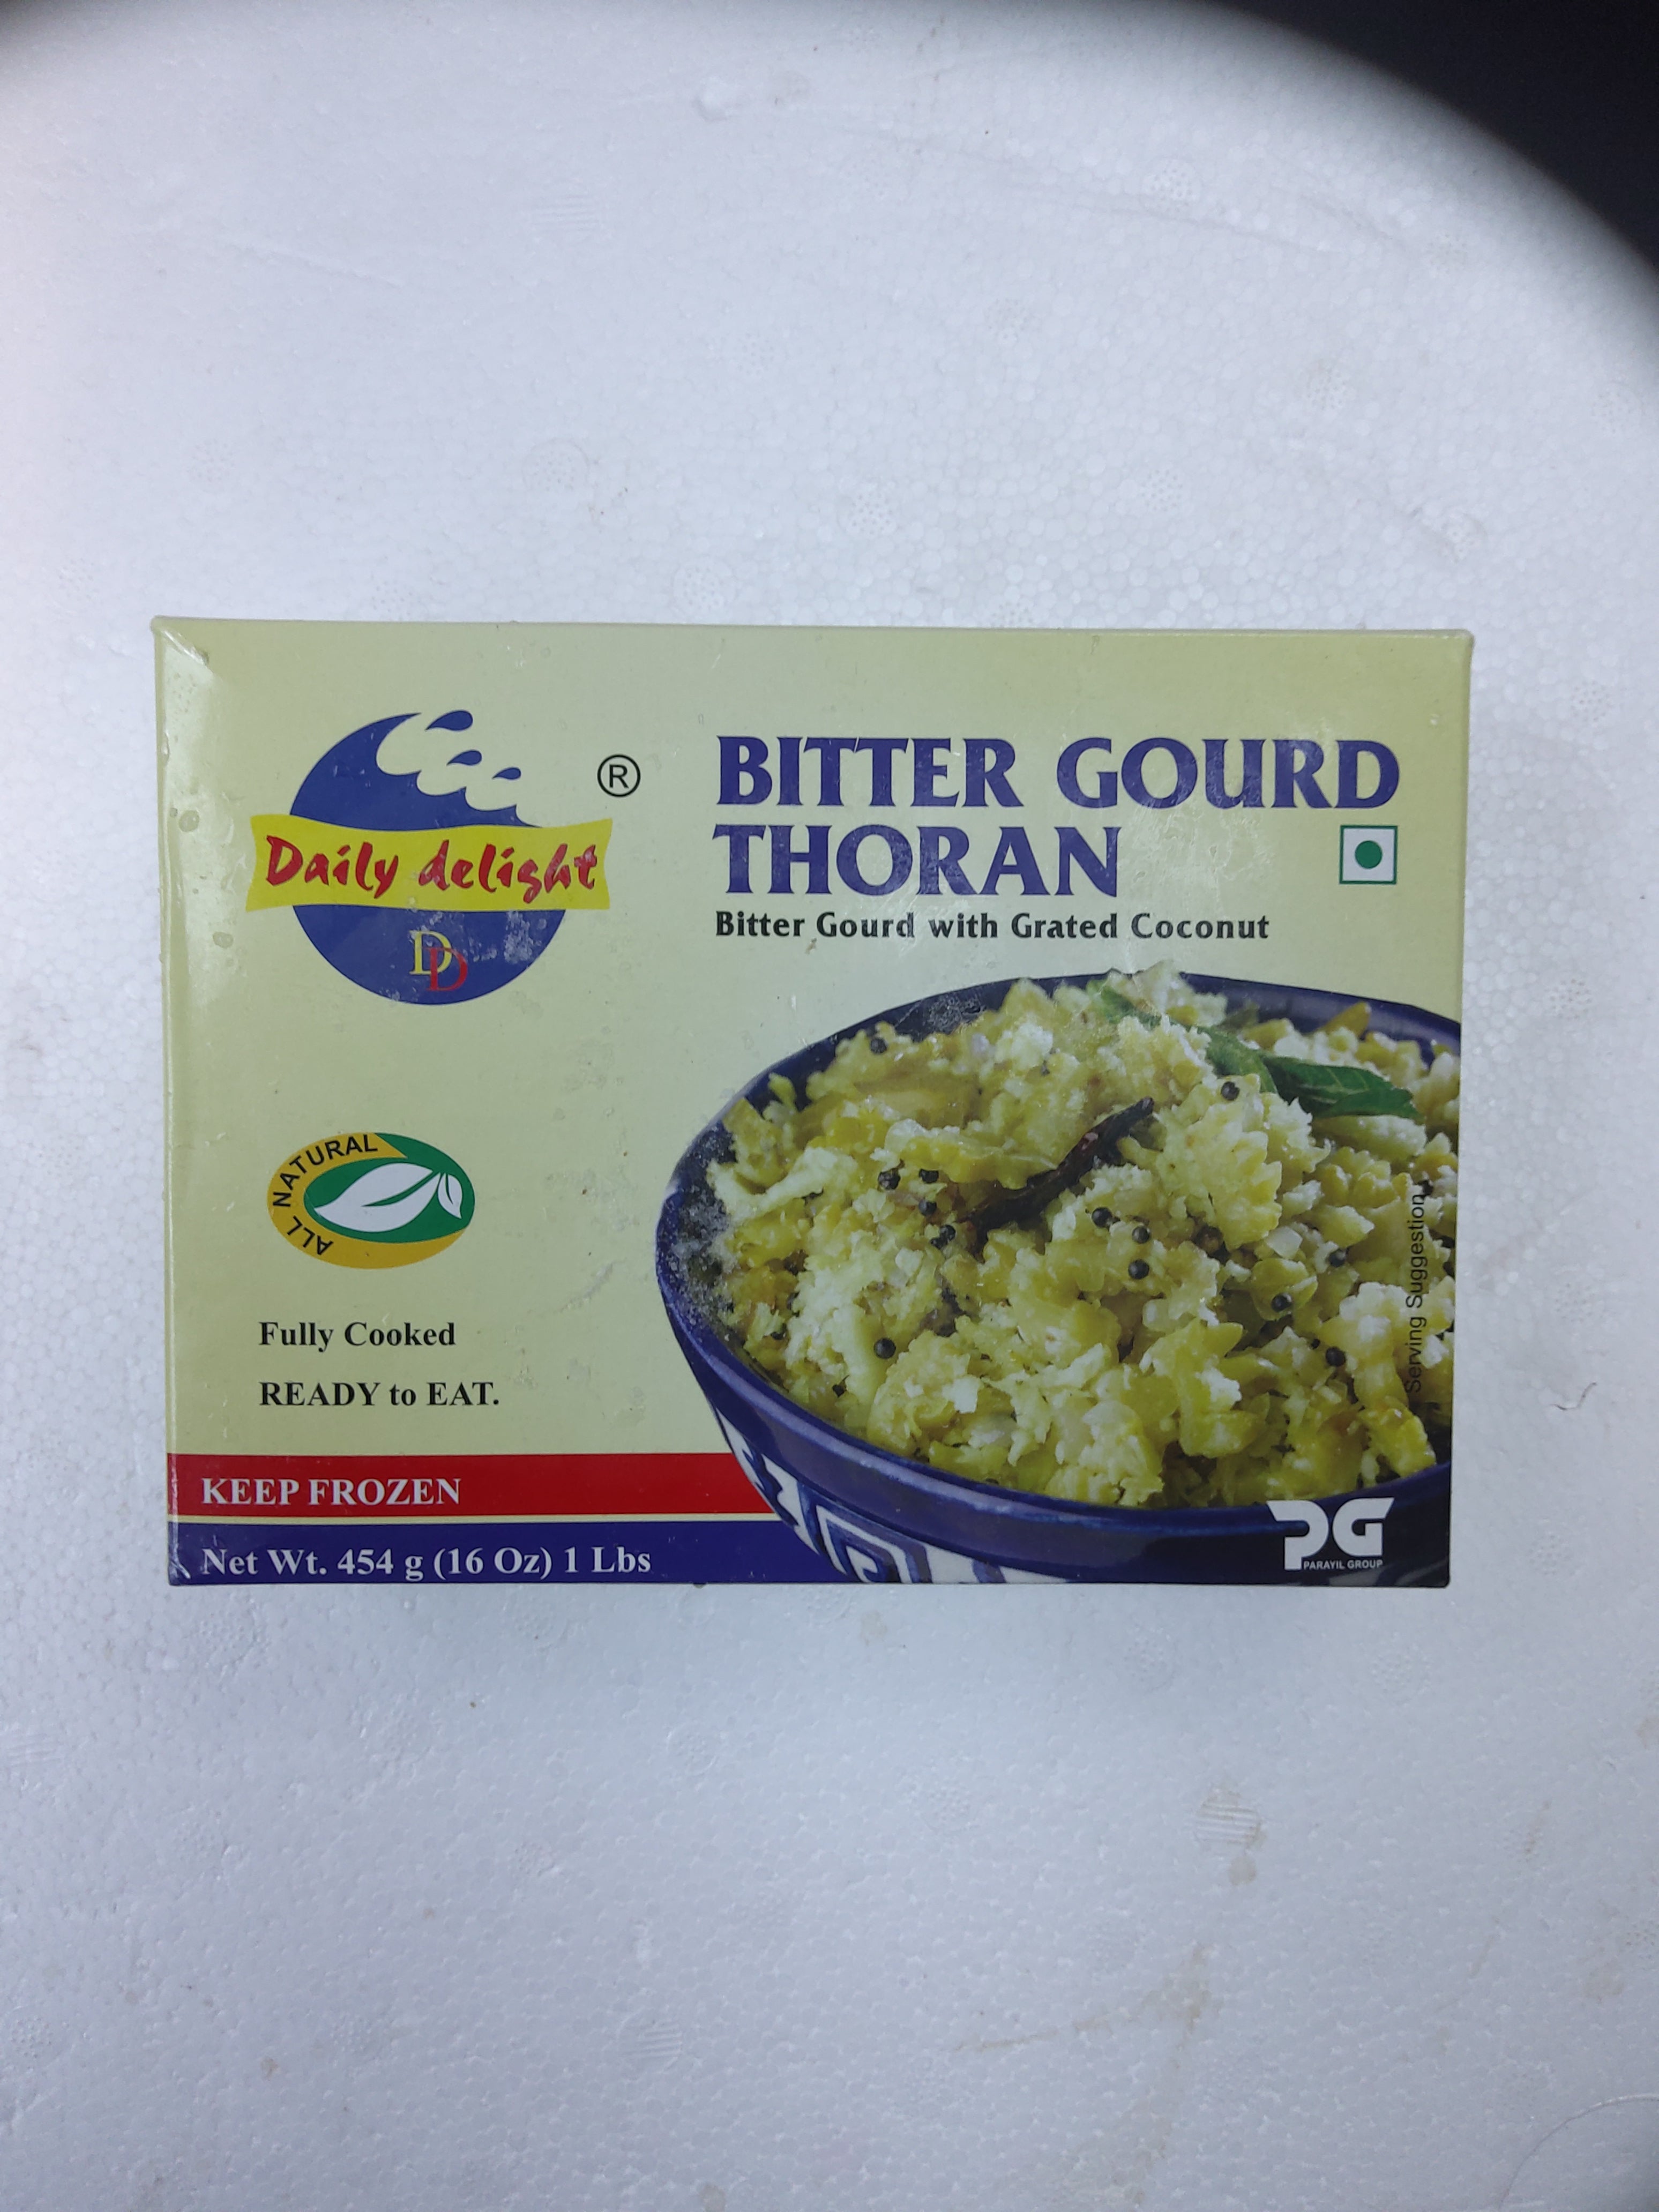 Daily delight
®
DD
BITTER GOURD
THORAN
Bitter Gourd with Grated Coconut
ALL NATURAL
Fully Cooked
READY to EAT.
Serving Suggestion
KEEP FROZEN
Net Wt. 454 g (16 Oz) 1 Lbs
PG
PARAYIL GROUP